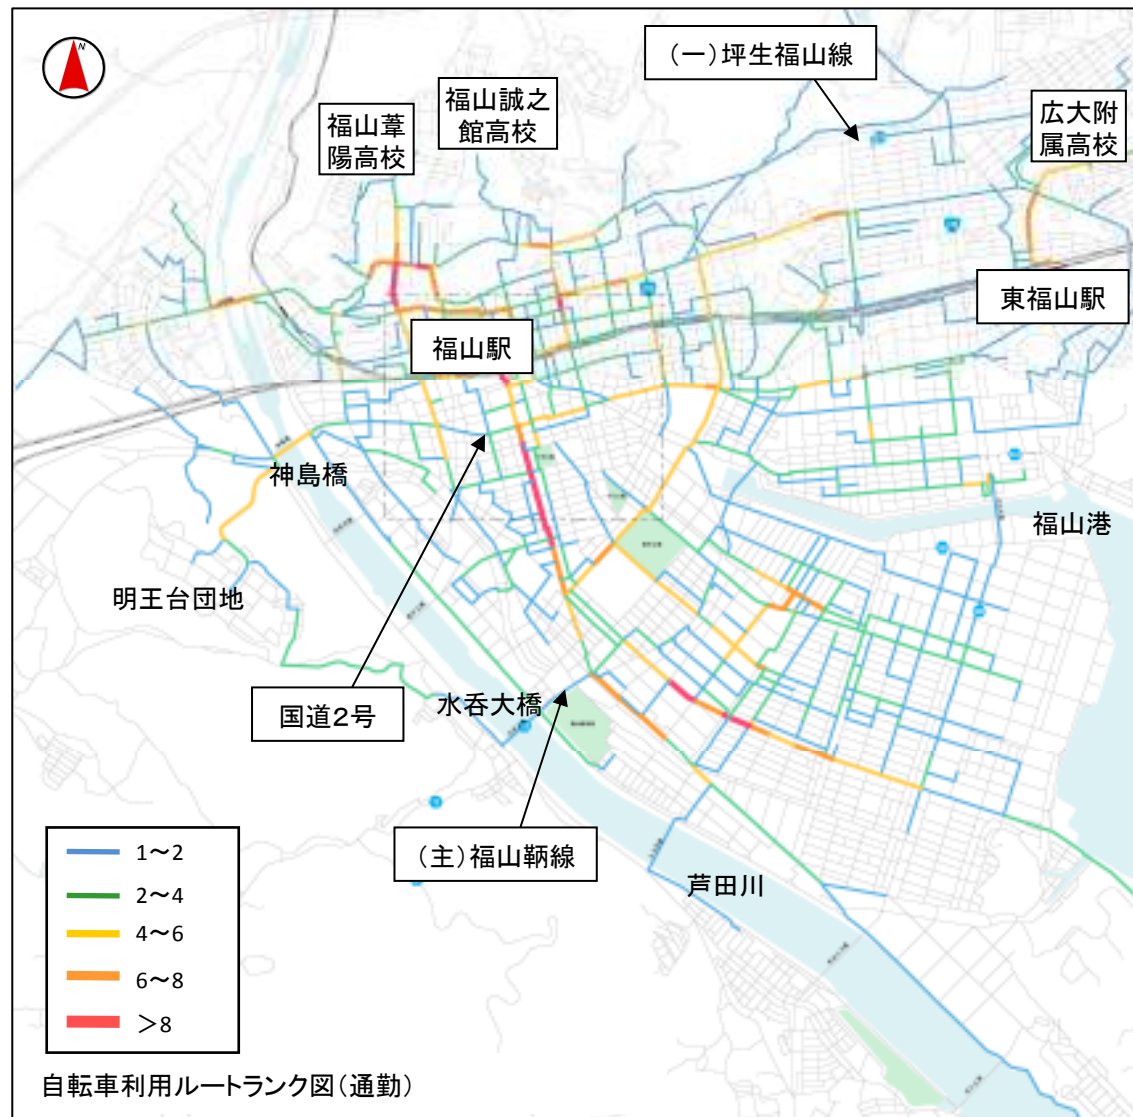 N
(一)坪生福山線
福山誠之
館高校
福山葦
陽高校
広大附
属高校
東福山駅
福山駅
神島橋
福山港
明王台団地
国道2号
水呑大橋
(主)福山鞆線
芦田川
1~2
2~4
4~6
6~8
>8
自転車利用ルートランク図(通勤)